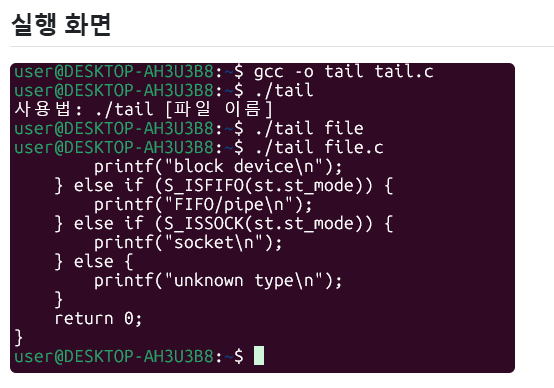 실행 화면
user@DESKTOP-AH3U3B8:~$ gcc -o tail tail.c
user@DESKTOP-AH3U3B8:~$ ./tail
사용법: ./tail [파일 이름]
user@DESKTOP-AH3U3B8:~$ ./tail file
user@DESKTOP-AH3U3B8:~$ ./tail file.c
        printf("block device\n");
    } else if (S_ISFIFO(st.st_mode)) {
        printf("FIFO/pipe\n");
    } else if (S_ISSOCK(st.st_mode)) {
        printf("socket\n");
    } else {
        printf("unknown type\n");
    }
    return 0;
}
user@DESKTOP-AH3U3B8:~$